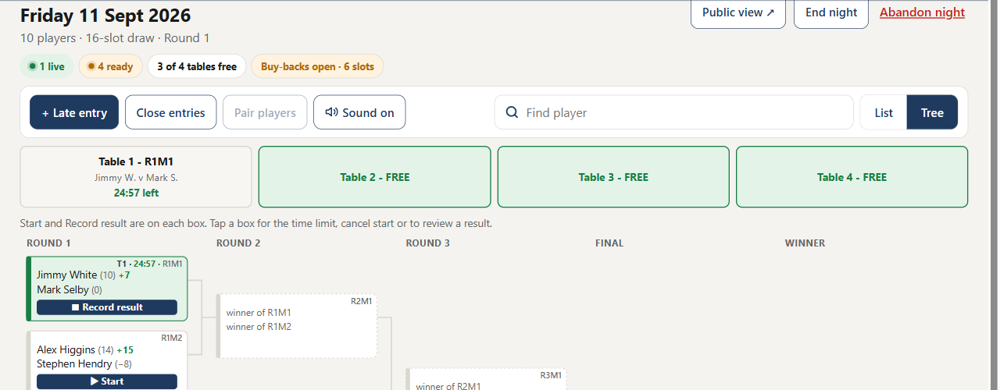 Friday 11 Sept 2026
Public view ↗
End night
Abandon night
10 players · 16-slot draw · Round 1
1 live
4 ready
3 of 4 tables free
Buy-backs open · 6 slots
+ Late entry
Close entries
Pair players
Sound on
Find player
List
Tree
Table 1 - R1M1
Jimmy W. v Mark S.
24:57 left
Table 2 - FREE
Table 3 - FREE
Table 4 - FREE
Start and Record result are on each box. Tap a box for the time limit, cancel start or to review a result.
ROUND 1
ROUND 2
ROUND 3
FINAL
WINNER
T1 · 24:57 · R1M1
Jimmy White (10) +7
Mark Selby (0)
■ Record result
R2M1
winner of R1M1
winner of R1M2
R1M2
Alex Higgins (14) +15
Stephen Hendry (−8)
▶ Start
R3M1
winner of R2M1